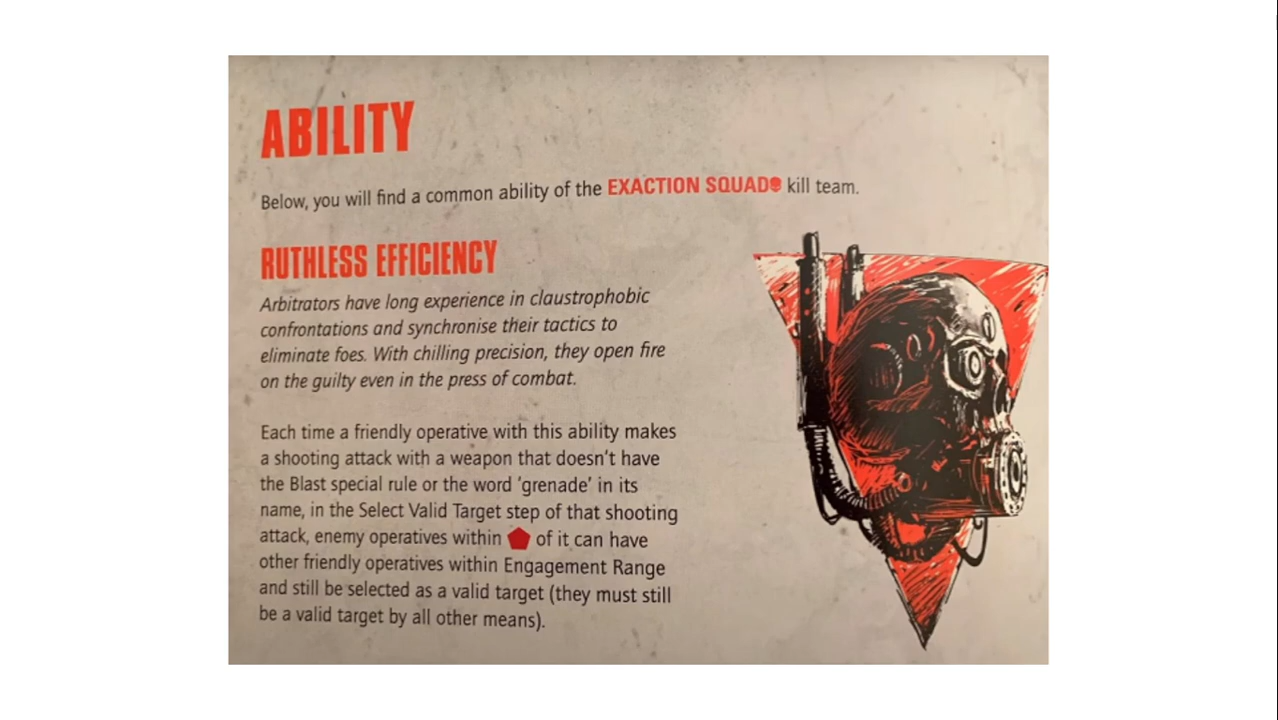 ABILITY
Below, you will find a common ability of the EXACTION SQUAD kill team.
RUTHLESS EFFICIENCY
Arbitrators have long experience in claustrophobic
confrontations and synchronise their tactics to
eliminate foes. With chilling precision, they open fire
on the guilty even in the press of combat.
Each time a friendly operative with this ability makes
a shooting attack with a weapon that doesn't have
the Blast special rule or the word 'grenade' in its
name, in the Select Valid Target step of that shooting
attack, enemy operatives within of it can have
other friendly operatives within Engagement Range
and still be selected as a valid target (they must still
be a valid target by all other means).